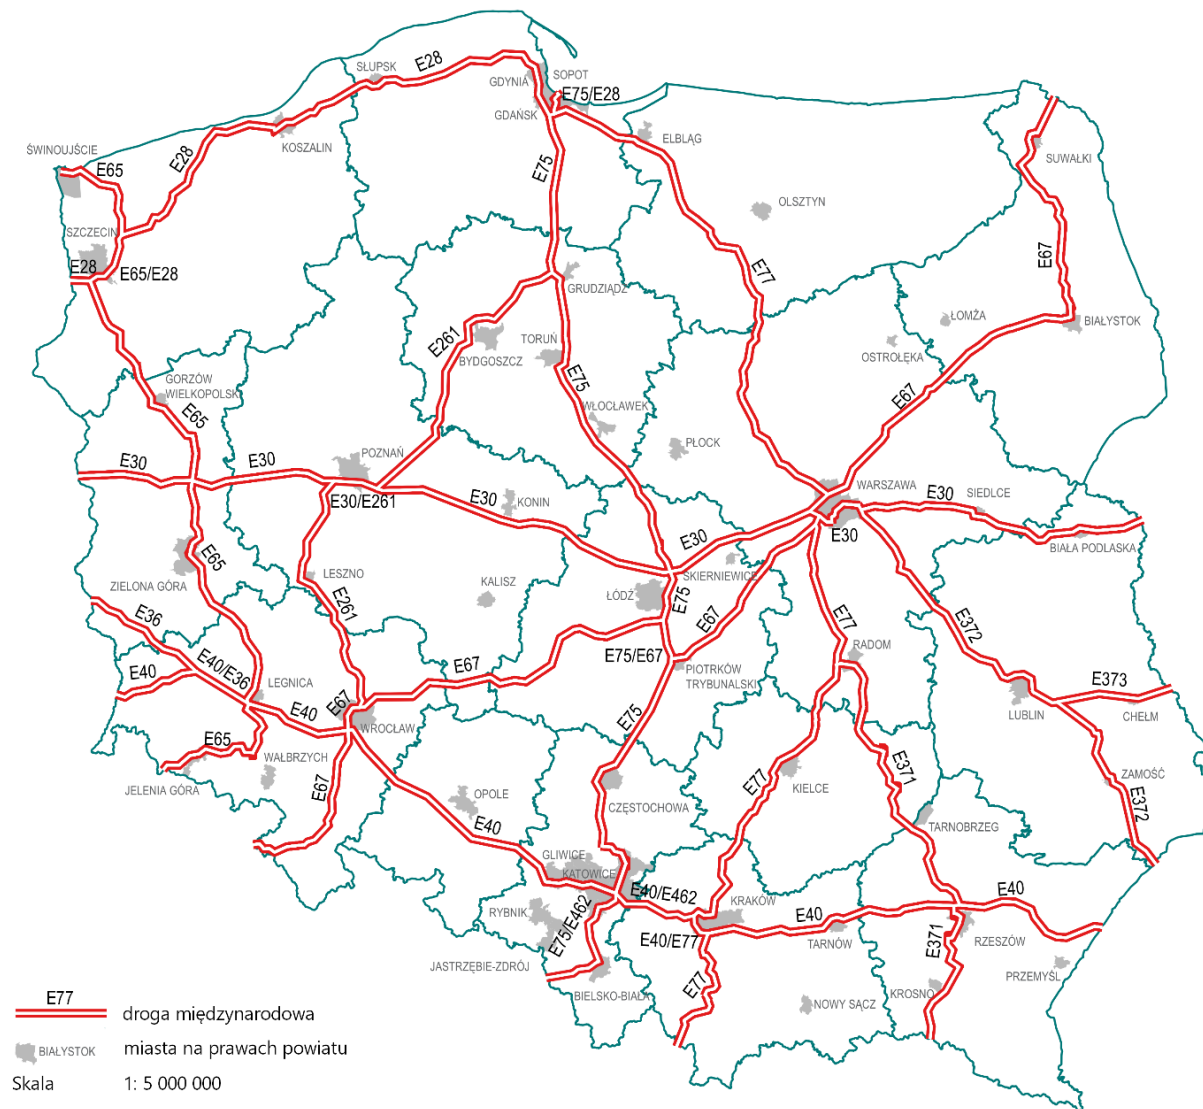 SŁUPSK
E28
SOPOT
GDYNIA
E75/E28
GDAŃSK
ELBLĄG
KOSZALIN
ŚWINOUJŚCIE
E65
E28
E75
SUWAŁKI
OLSZTYN
SZCZECIN
E28
E65/E28
E77
E67
GRUDZIĄDZ
ŁOMŻA
BIAŁYSTOK
E261
TORUŃ
BYDGOSZCZ
OSTROŁĘKA
GORZÓW
WIELKOPOLSKI
E65
E75
WŁOCŁAWEK
E67
PŁOCK
POZNAŃ
E30
E30
E30/E261
E30
KONIN
WARSZAWA
E30
SIEDLCE
E30
E30
BIAŁA PODLASKA
ZIELONA GÓRA
E65
LESZNO
KALISZ
ŁÓDŹ
SKIERNIEWICE
E75
E67
E36
E261
E77
E372
E40/E36
E40
LEGNICA
E67
E75/E67
PIOTRKÓW
TRYBUNALSKI
RADOM
E373
LUBLIN
CHEŁM
E67
E40
WROCŁAW
E75
E65
WAŁBRZYCH
JELENIA GÓRA
E67
OPOLE
E40
CZĘSTOCHOWA
E77
KIELCE
E371
ZAMOŚĆ
E372
TARNOBRZEG
GLIWICE
KATOWICE
E40/E462
KRAKÓW
E40
E40
RYBNIK
E75/E462
E40/E77
TARNÓW
E371
RZESZÓW
JASTRZĘBIE-ZDRÓJ
BIELSKO-BIAŁA
E77
NOWY SĄCZ
KROSNO
PRZEMYŚL
E77
droga międzynarodowa
BIAŁYSTOK
miasta na prawach powiatu
Skala 1: 5 000 000